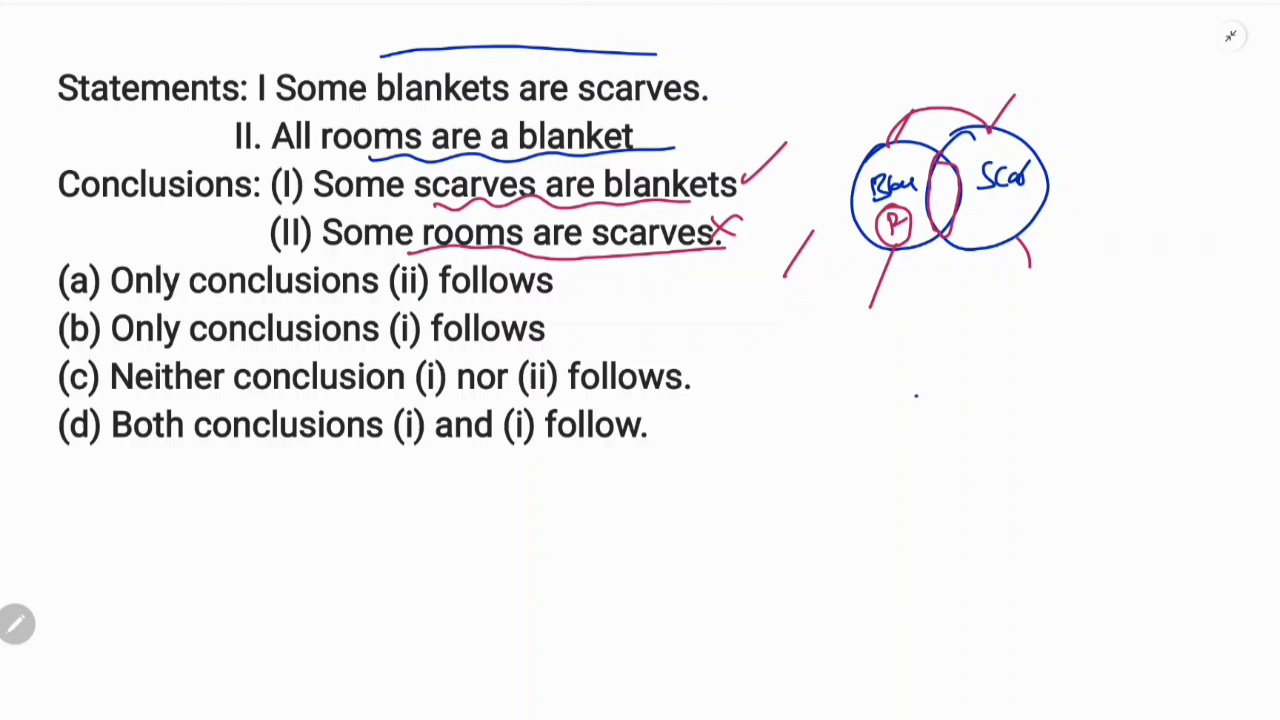 Statements: I Some blankets are scarves.
II. All rooms are a blanket
Conclusions: (I) Some scarves are blankets
(II) Some rooms are scarves.
(a) Only conclusions (ii) follows
(b) Only conclusions (i) follows
(c) Neither conclusion (i) nor (ii) follows.
(d) Both conclusions (i) and (i) follow.
Scar
R